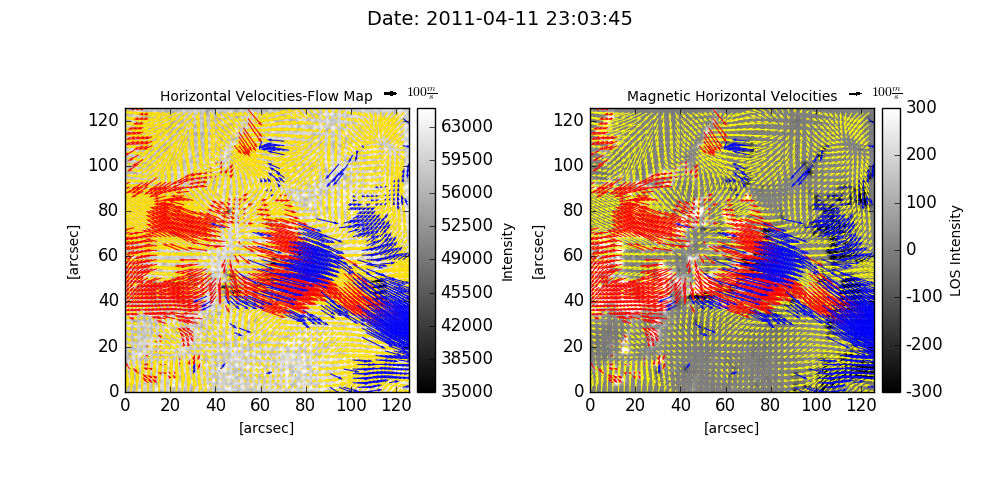 Date: 2011-04-11 23:03:45
Horizontal Velocities-Flow Map
100 m/s
Magnetic Horizontal Velocities
100 m/s
120
100
80
60
40
20
0
[arcsec]
0 20 40 60 80 100 120
[arcsec]
63000
59500
56000
52500
49000
45500
42000
38500
35000
Intensity
120
100
80
60
40
20
0
[arcsec]
0 20 40 60 80 100 120
[arcsec]
300
200
100
0
-100
-200
-300
LOS Intensity